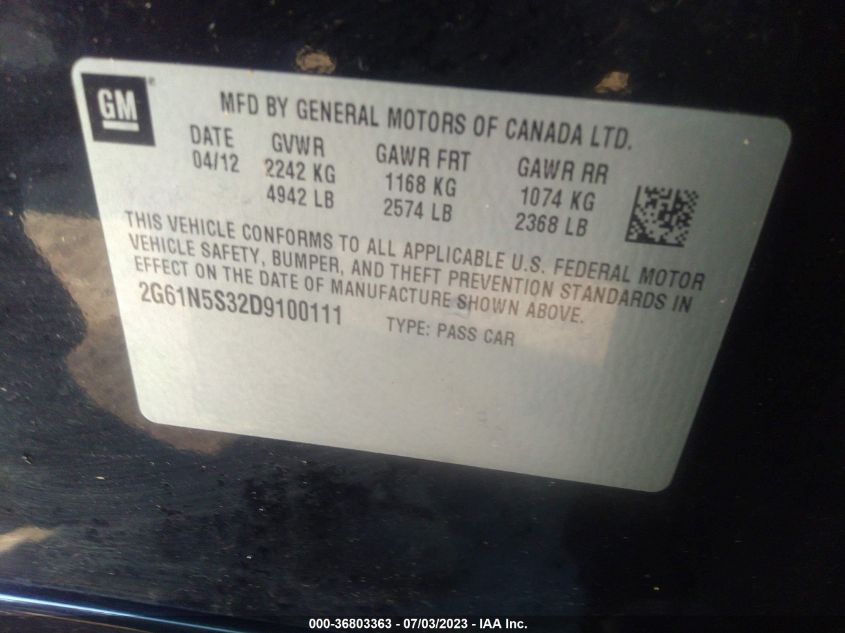 GM®
MFD BY GENERAL MOTORS OF CANADA LTD.
DATE GVWR GAWR FRT GAWR RR
04/12 2242 KG 1168 KG 1074 KG
4942 LB 2574 LB 2368 LB
THIS VEHICLE CONFORMS TO ALL APPLICABLE U.S. FEDERAL MOTOR
VEHICLE SAFETY, BUMPER, AND THEFT PREVENTION STANDARDS IN
EFFECT ON THE DATE OF MANUFACTURE SHOWN ABOVE.
2G61N5S32D9100111 TYPE: PASS CAR
000-36803363 - 07/03/2023 - IAA Inc.